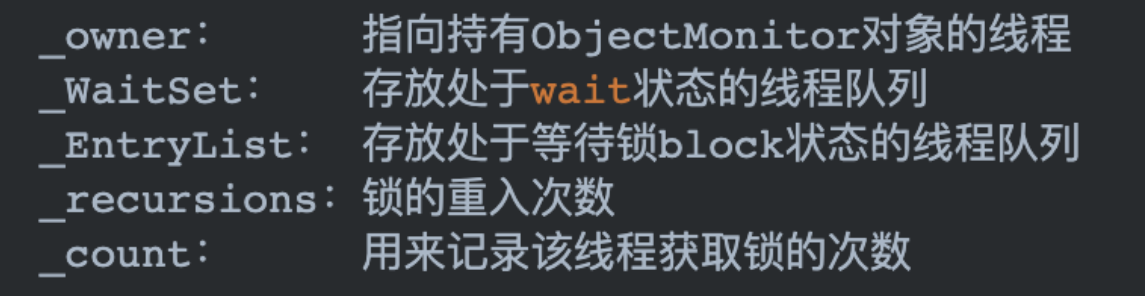 _owner: 指向持有ObjectMonitor对象的线程
_WaitSet: 存放处于wait状态的线程队列
_EntryList: 存放处于等待锁block状态的线程队列
_recursions: 锁的重入次数
_count: 用来记录该线程获取锁的次数